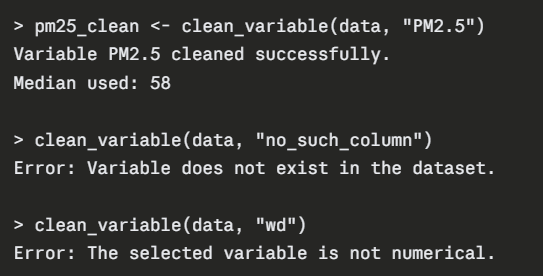 > pm25_clean <- clean_variable(data, "PM2.5")
Variable PM2.5 cleaned successfully.
Median used: 58
> clean_variable(data, "no_such_column")
Error: Variable does not exist in the dataset.
> clean_variable(data, "wd")
Error: The selected variable is not numerical.